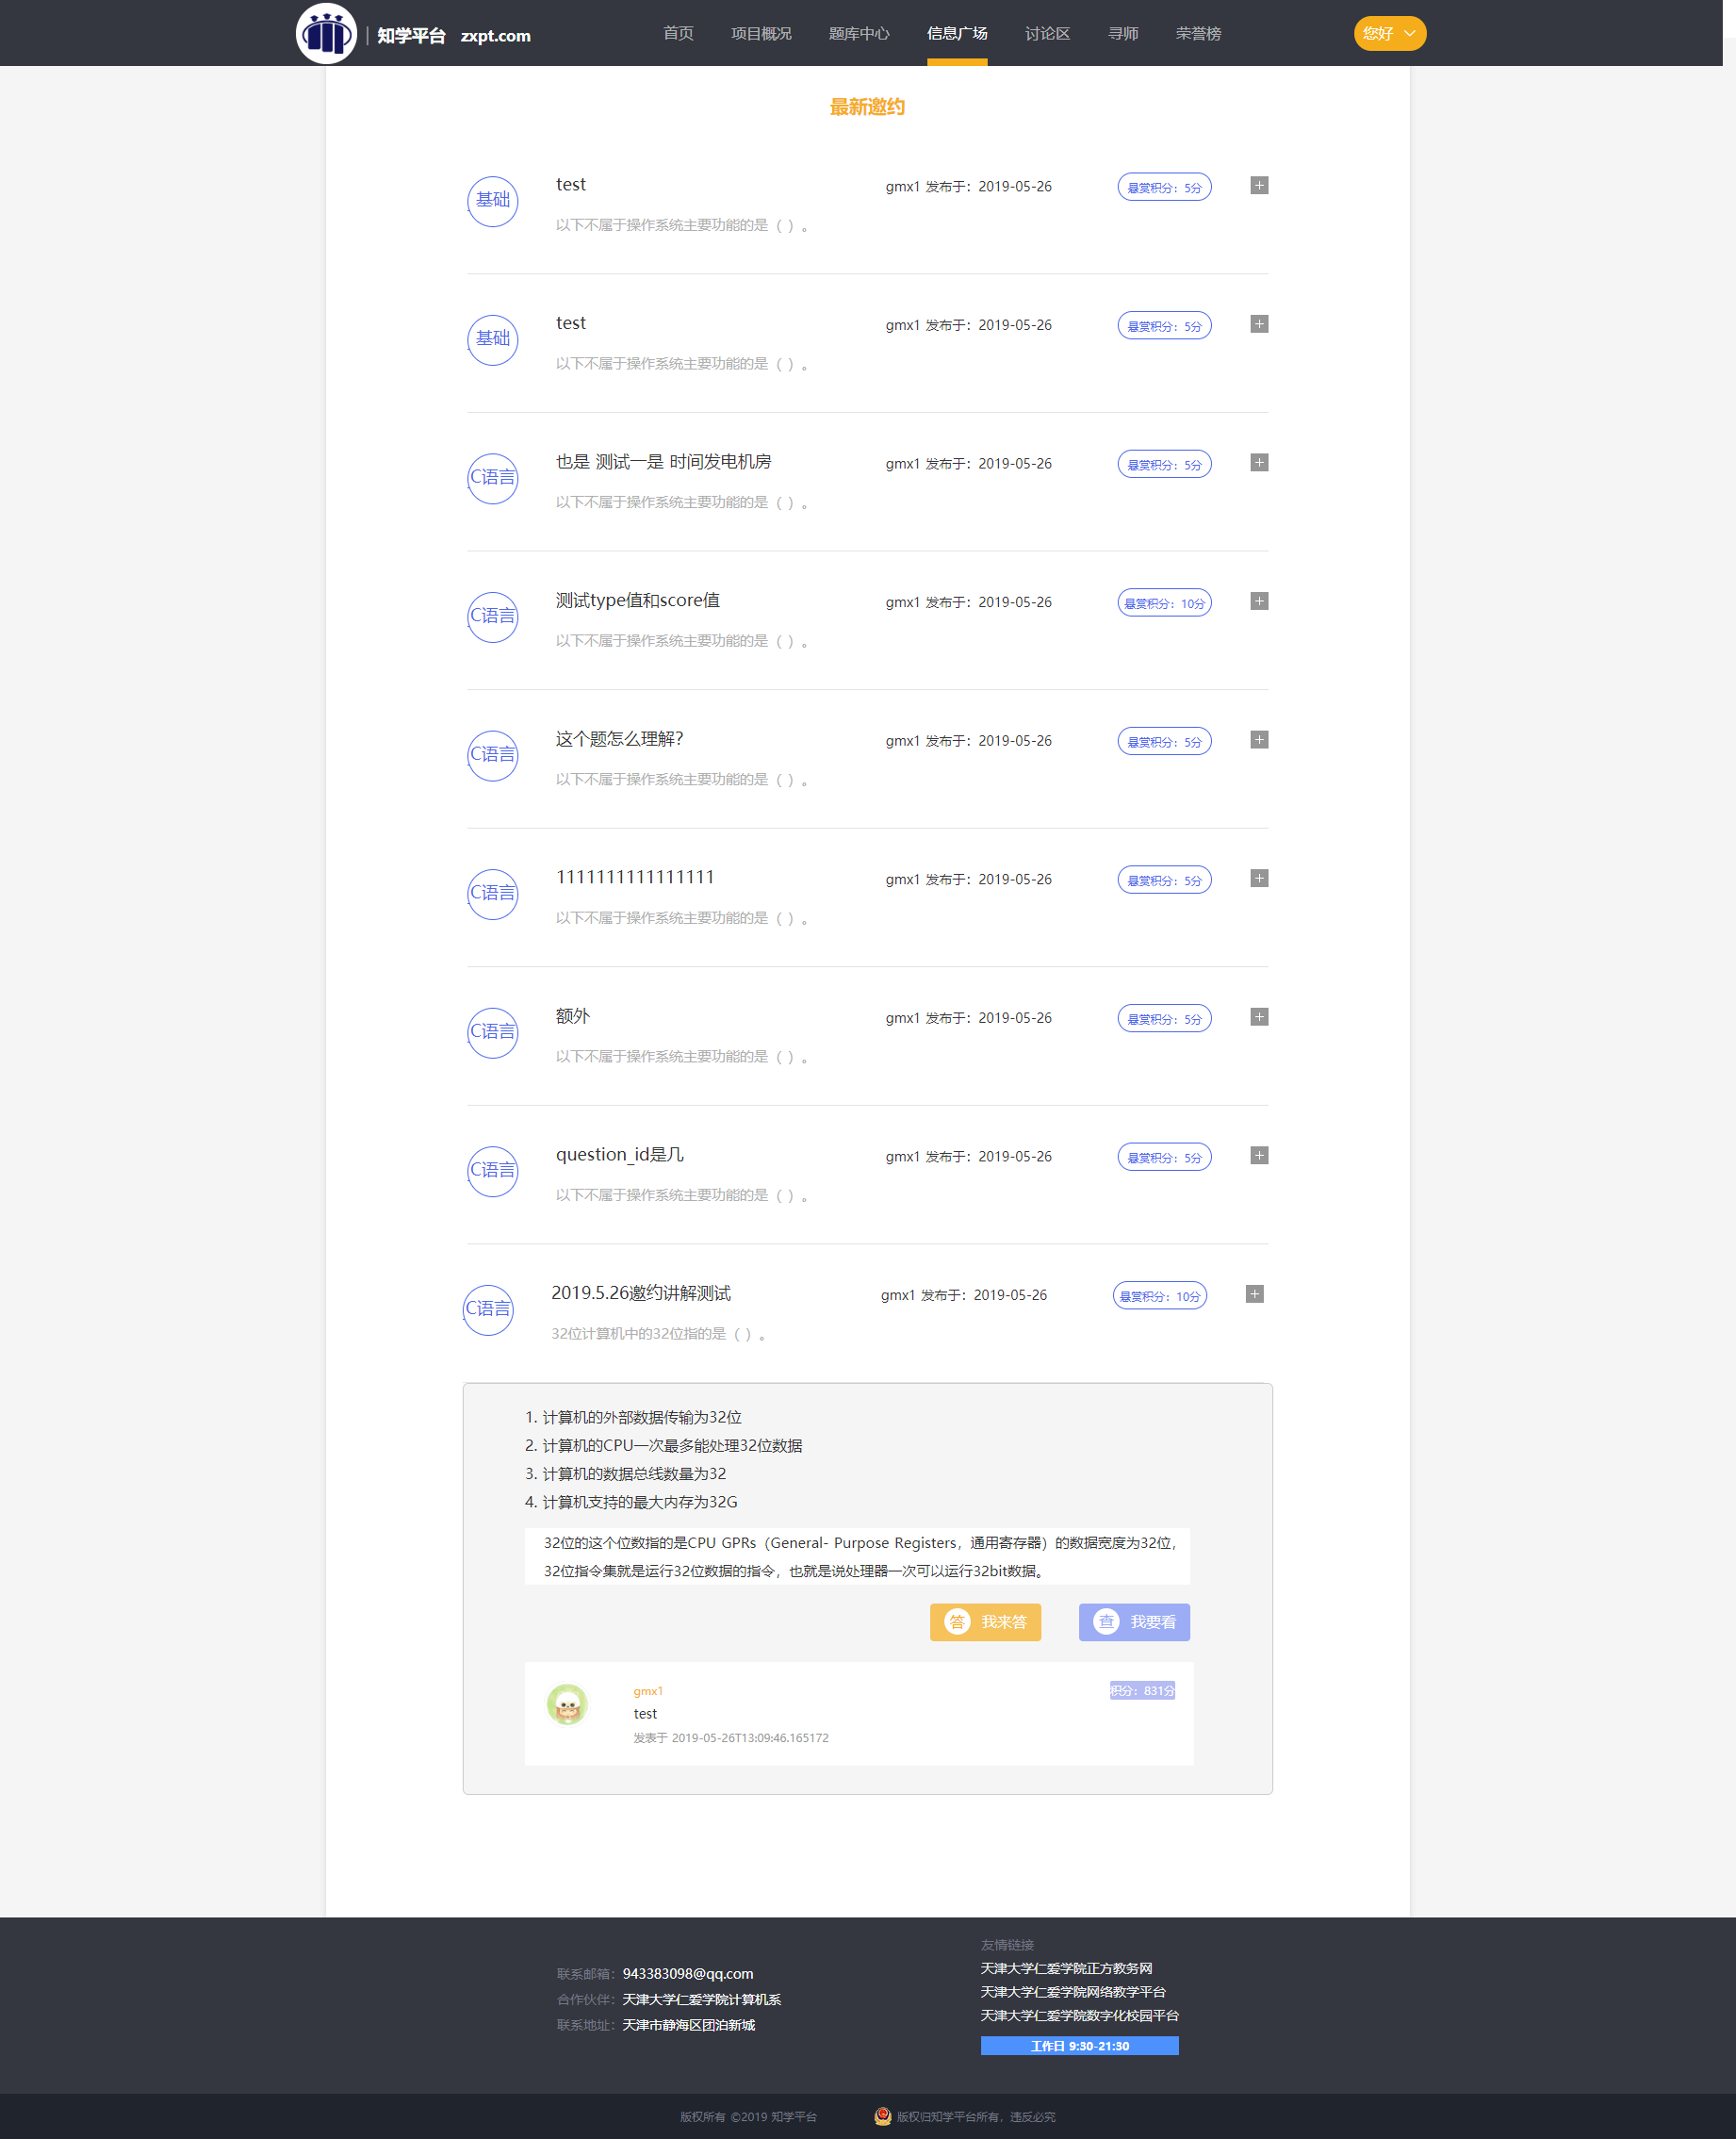 知学平台 zxpt.com 首页 项目概况 题库中心 信息广场 讨论区 寻师 荣誉榜 您好
最新邀约
基础 test gmx1 发布于：2019-05-26 悬赏积分：5分
以下不属于操作系统主要功能的是（ ）。
基础 test gmx1 发布于：2019-05-26 悬赏积分：5分
以下不属于操作系统主要功能的是（ ）。
C语言 也是 测试一是 时间发电机房 gmx1 发布于：2019-05-26 悬赏积分：5分
以下不属于操作系统主要功能的是（ ）。
C语言 测试type值和score值 gmx1 发布于：2019-05-26 悬赏积分：10分
以下不属于操作系统主要功能的是（ ）。
C语言 这个题怎么理解? gmx1 发布于：2019-05-26 悬赏积分：5分
以下不属于操作系统主要功能的是（ ）。
C语言 1111111111111111 gmx1 发布于：2019-05-26 悬赏积分：5分
以下不属于操作系统主要功能的是（ ）。
C语言 额外 gmx1 发布于：2019-05-26 悬赏积分：5分
以下不属于操作系统主要功能的是（ ）。
C语言 question_id是几 gmx1 发布于：2019-05-26 悬赏积分：5分
以下不属于操作系统主要功能的是（ ）。
C语言 2019.5.26邀约讲解测试 gmx1 发布于：2019-05-26 悬赏积分：10分
32位计算机中的32位指的是（ ）。
1. 计算机的外部数据传输为32位
2. 计算机的CPU一次最多能处理32位数据
3. 计算机的数据总线数量为32
4. 计算机支持的最大内存为32G
32位的这个位数指的是CPU GPRs（General- Purpose Registers，通用寄存器）的数据宽度为32位，
32位指令集就是运行32位数据的指令，也就是说处理器一次可以运行32bit数据。
答 我来答 查 我要看
gmx1 积分：831分
test
发表于 2019-05-26T13:09:46.165172
联系邮箱：943383098@qq.com
合作伙伴：天津大学仁爱学院计算机系
联系地址：天津市静海区团泊新城
友情链接
天津大学仁爱学院正方教务网
天津大学仁爱学院网络教学平台
天津大学仁爱学院数字化校园平台
工作日 9:30-21:30
版权所有 ©2019 知学平台 版权归知学平台所有，违反必究